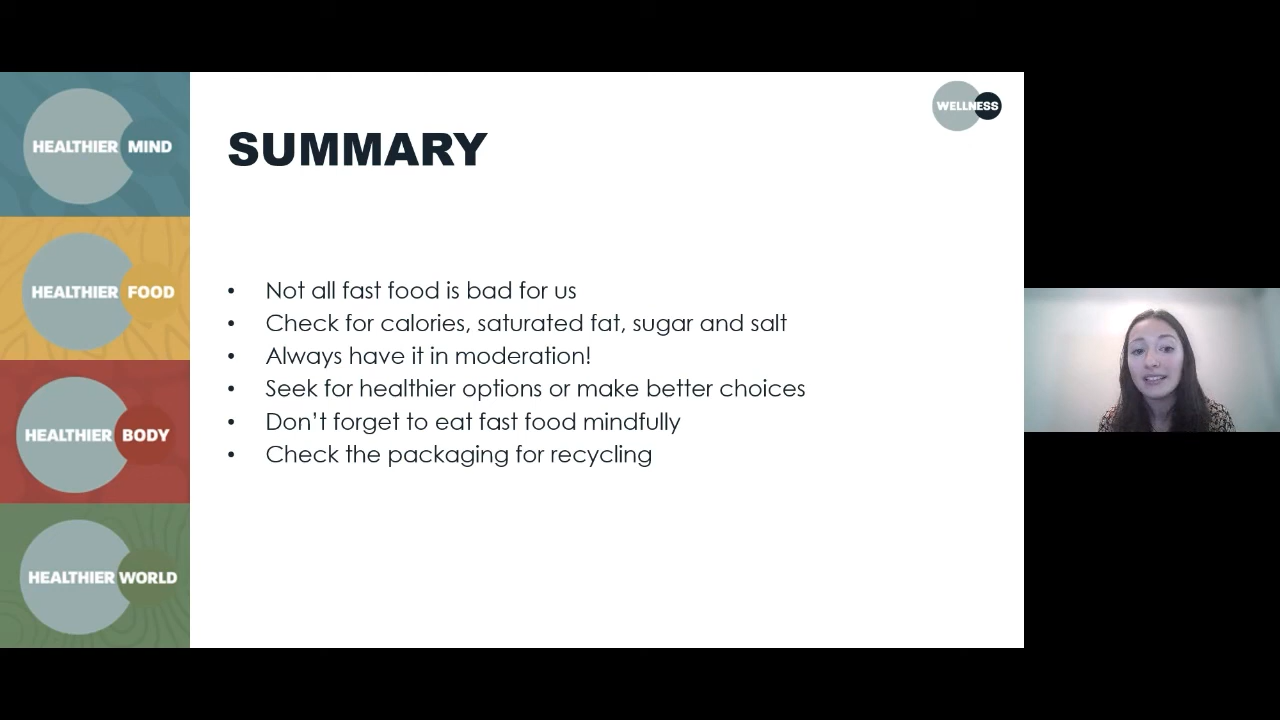 HEALTHIER MIND
HEALTHIER FOOD
HEALTHIER BODY
HEALTHIER WORLD
WELLNESS
SUMMARY
• Not all fast food is bad for us
• Check for calories, saturated fat, sugar and salt
• Always have it in moderation!
• Seek for healthier options or make better choices
• Don’t forget to eat fast food mindfully
• Check the packaging for recycling